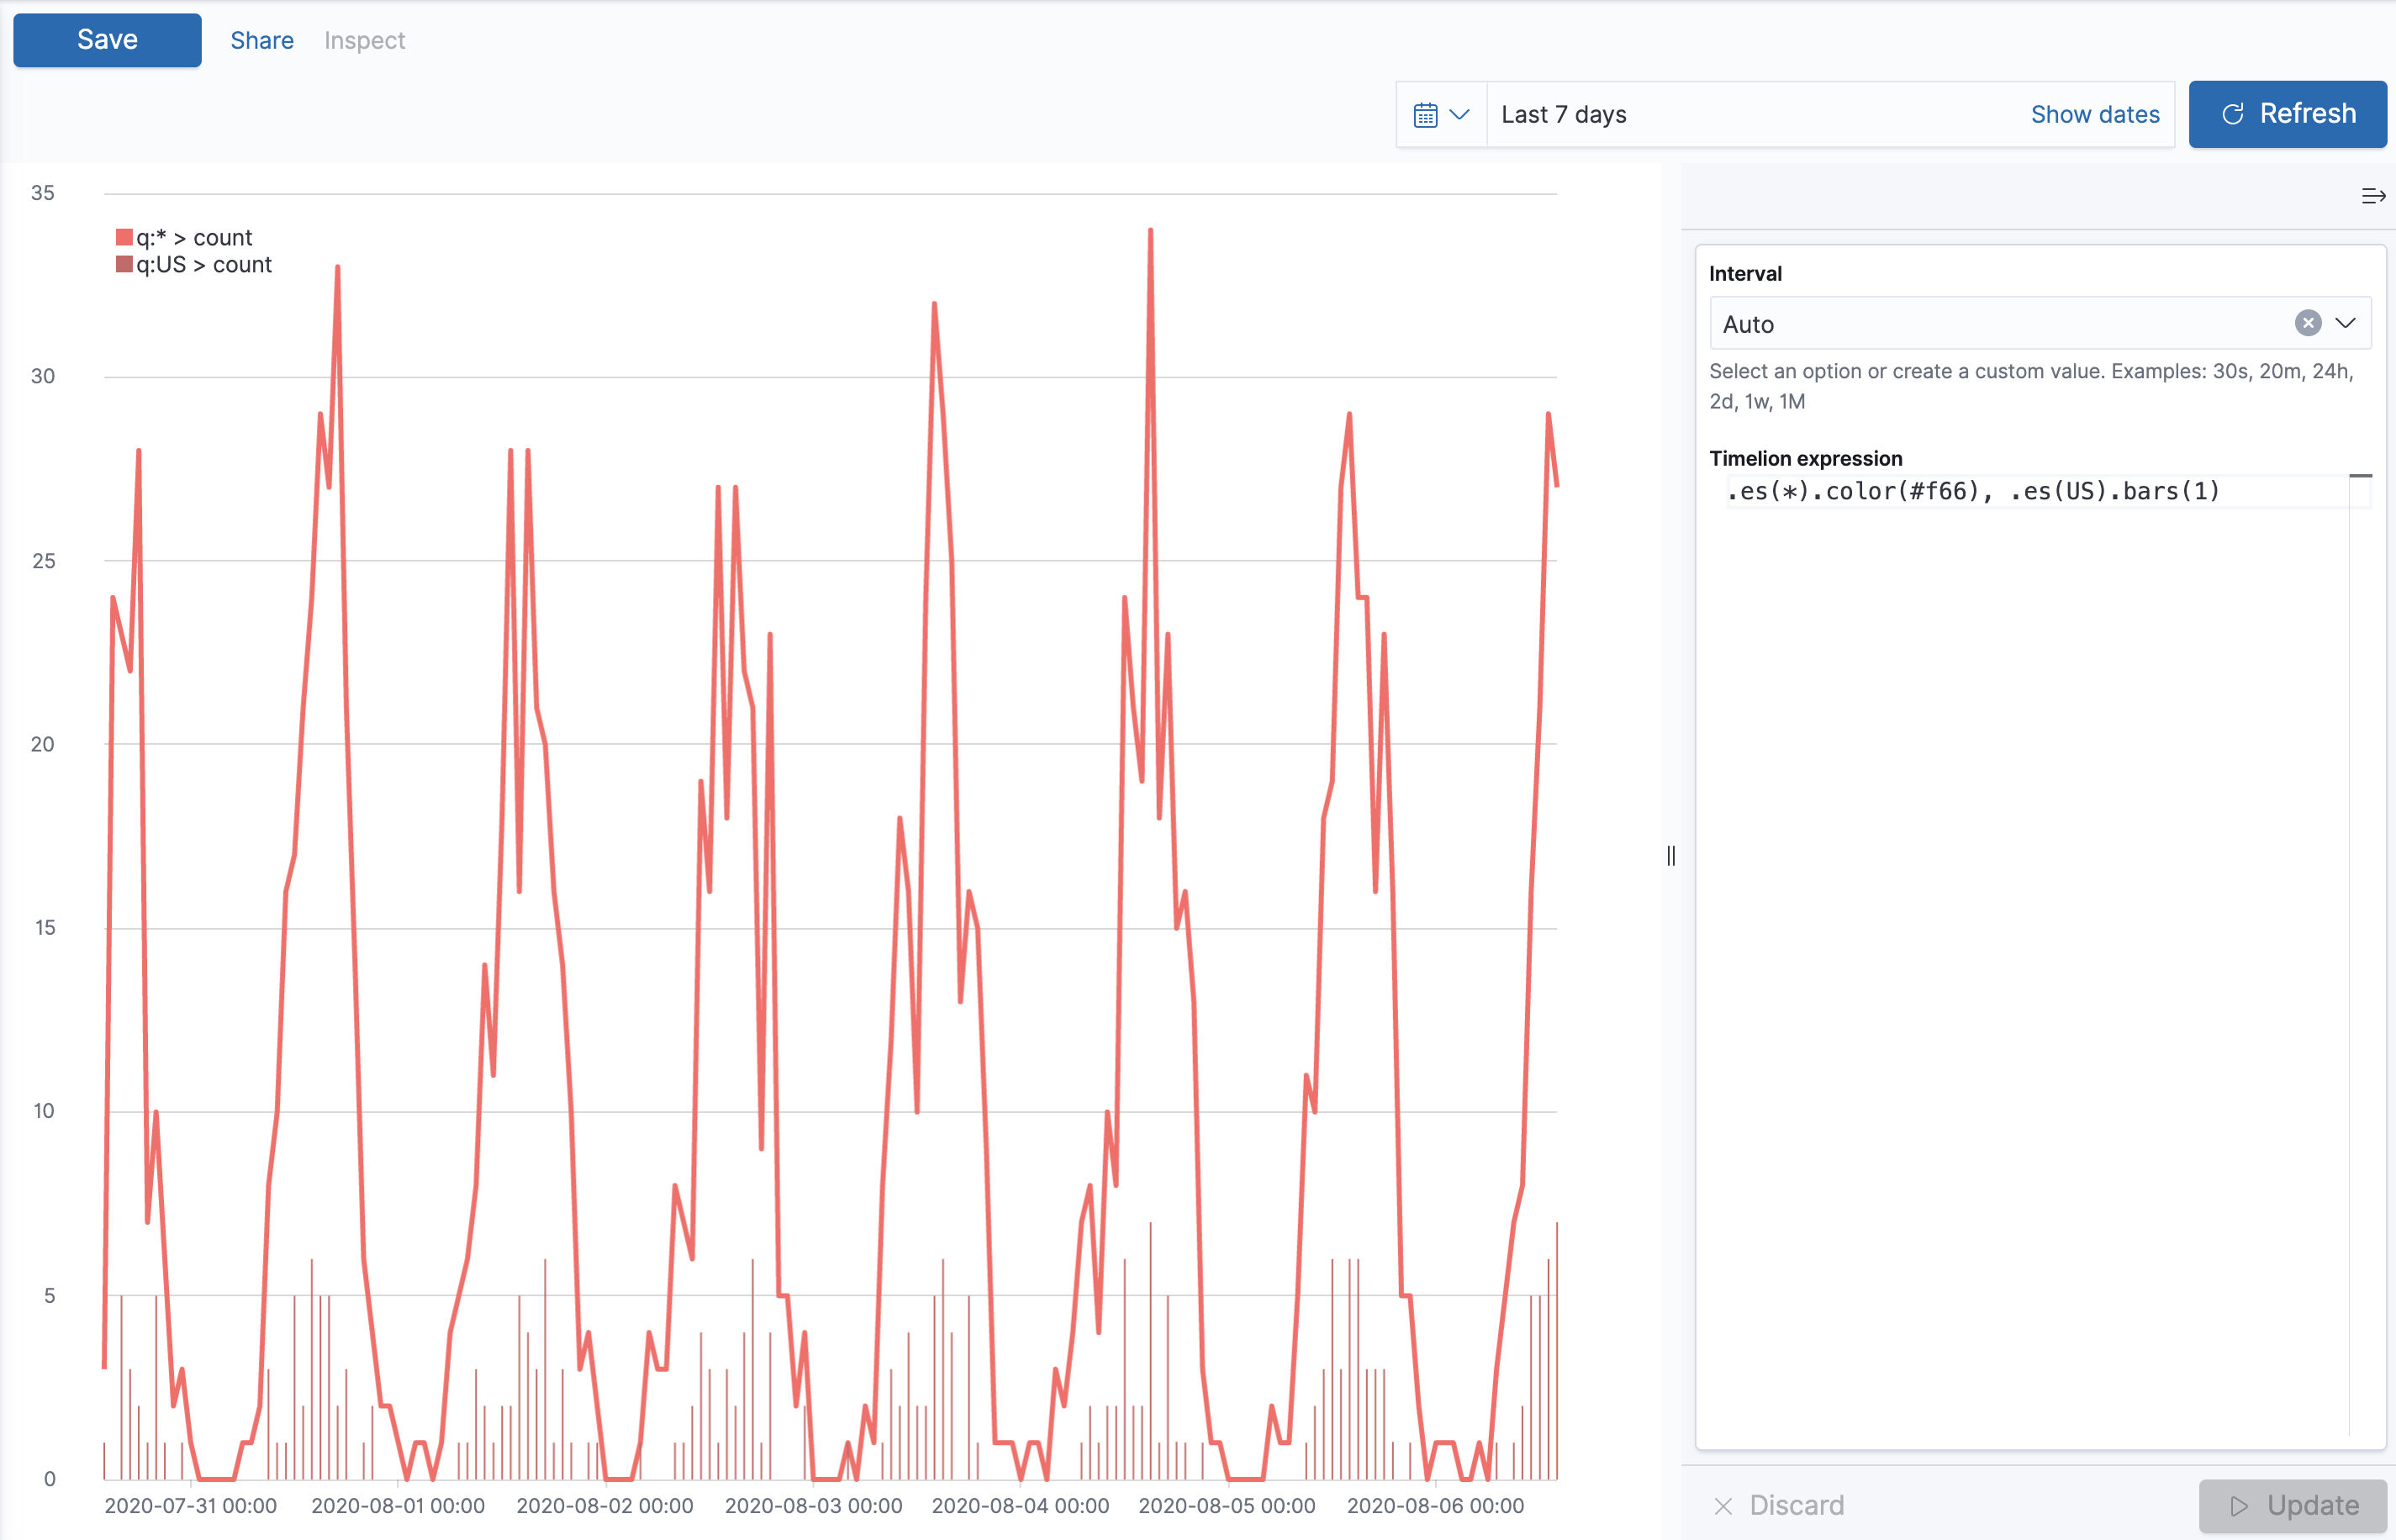 Save Share Inspect
Last 7 days Show dates Refresh
35
q:* > count
q:US > count
30
25
20
15
10
5
0
2020-07-31 00:00 2020-08-01 00:00 2020-08-02 00:00 2020-08-03 00:00 2020-08-04 00:00 2020-08-05 00:00 2020-08-06 00:00
Interval
Auto
Select an option or create a custom value. Examples: 30s, 20m, 24h,
2d, 1w, 1M
Timelion expression
.es(*).color(#f66), .es(US).bars(1)
Discard Update